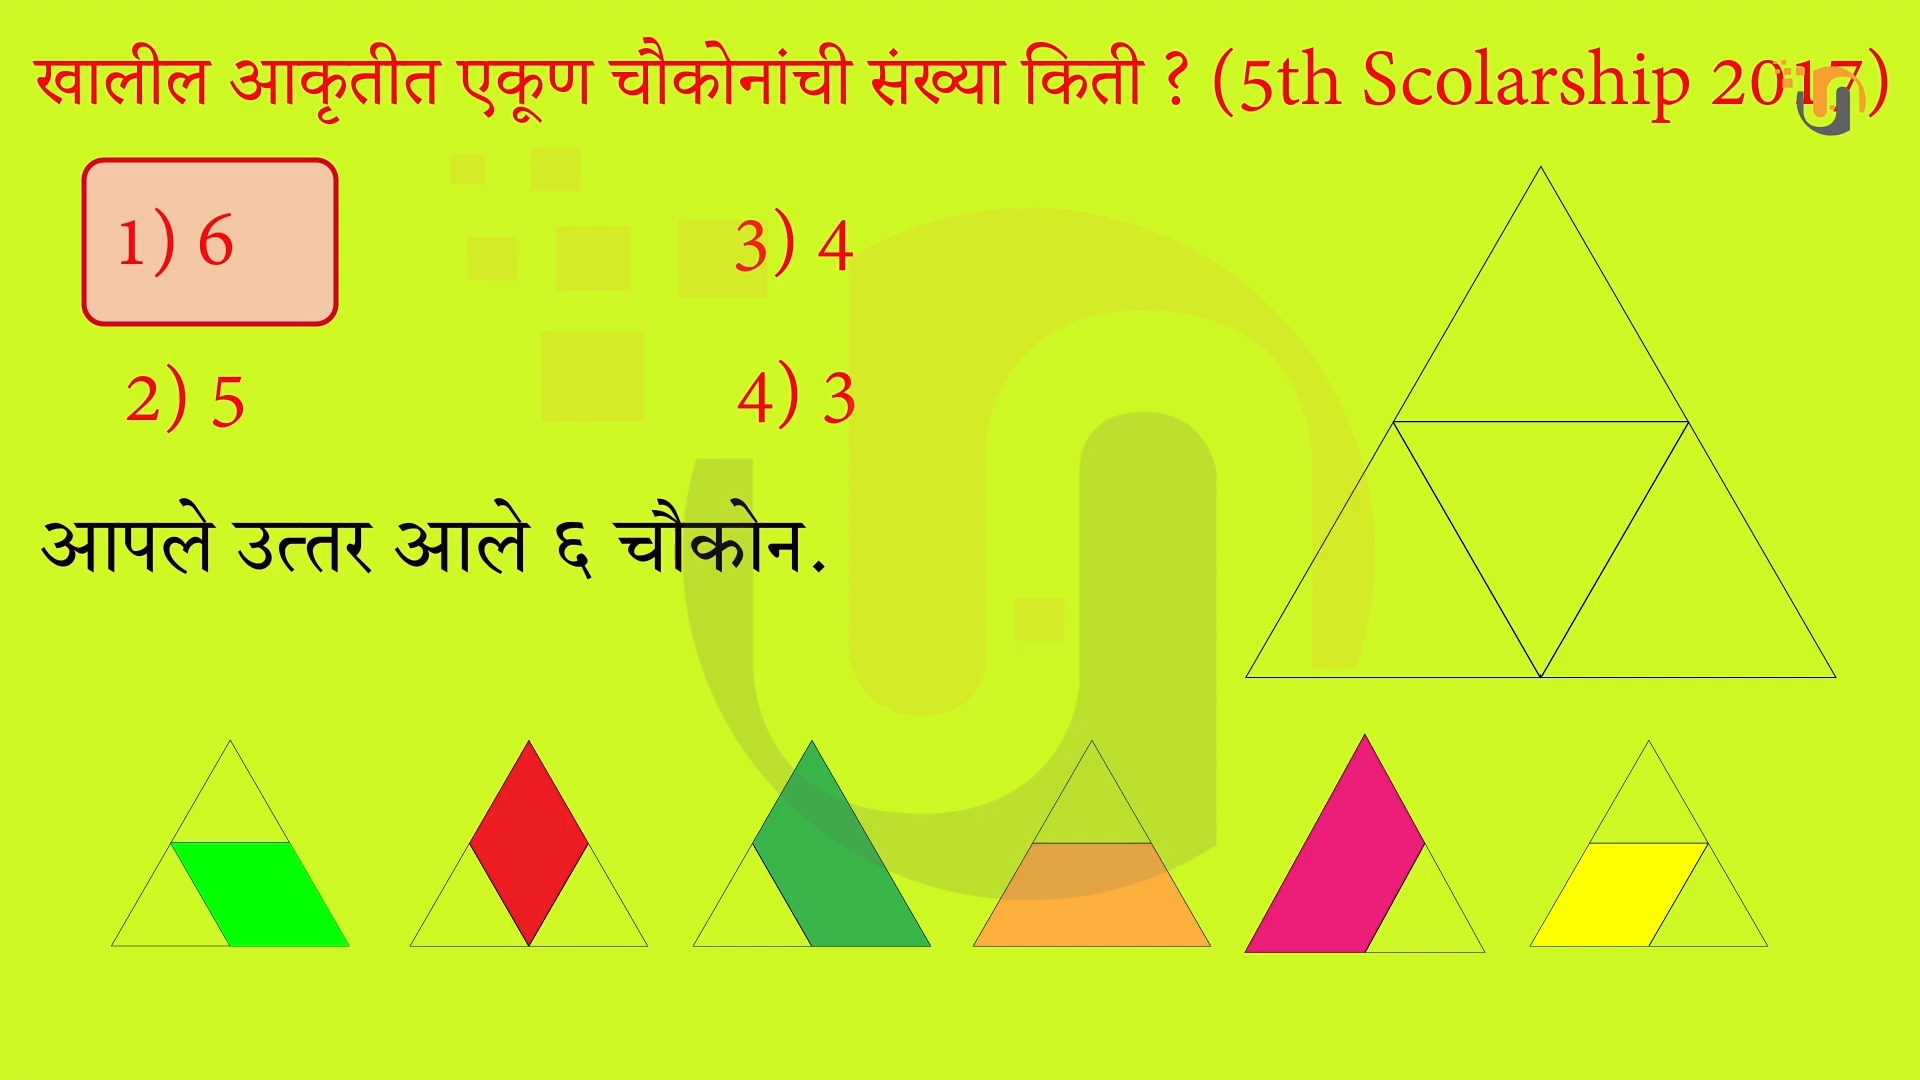 खालील आकृतीत एकूण चौकोनांची संख्या किती ? (5th Scolarship 2017)
1) 6
3) 4
2) 5
4) 3
आपले उत्तर आले ६ चौकोन.